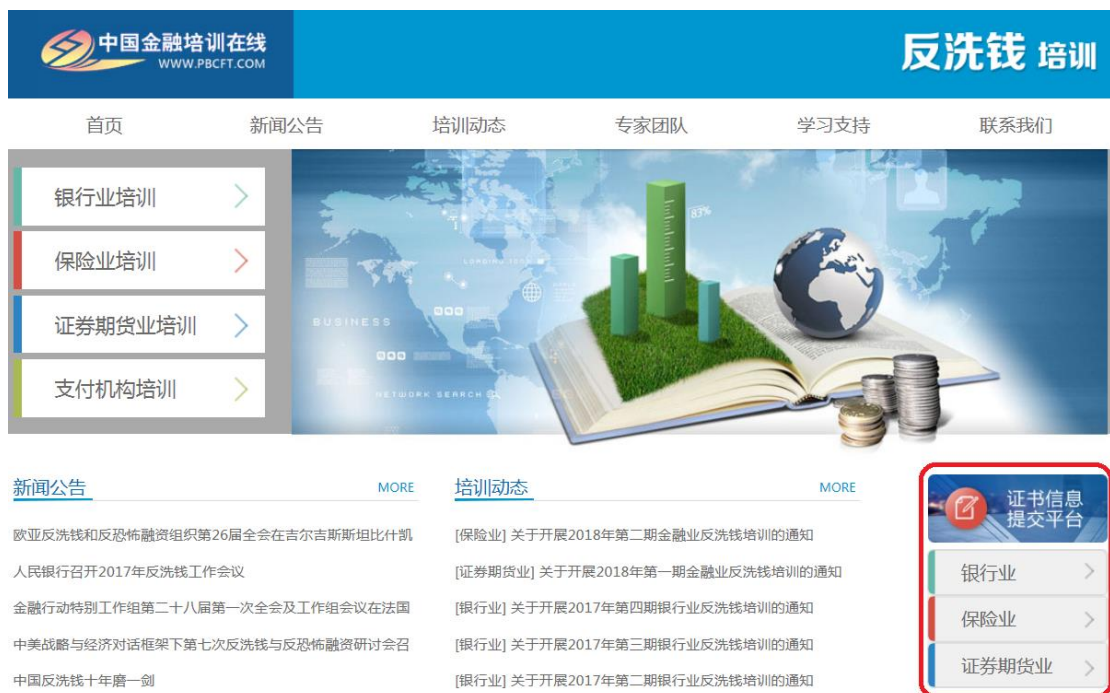 中国金融培训在线
WWW.PBCFT.COM
反洗钱 培训
首页 新闻公告 培训动态 专家团队 学习支持 联系我们
银行业培训
保险业培训
证券期货业培训
支付机构培训
83%
BUSINESS
NETWORK SEARCH
新闻公告 MORE
欧亚反洗钱和反恐怖融资组织第26届全会在吉尔吉斯斯坦比什凯
人民银行召开2017年反洗钱工作会议
金融行动特别工作组第二十八届第一次全会及工作组会议在法国
中美战略与经济对话框架下第七次反洗钱与反恐怖融资研讨会召
中国反洗钱十年磨一剑
培训动态 MORE
[保险业] 关于开展2018年第二期金融业反洗钱培训的通知
[证券期货业] 关于开展2018年第一期金融业反洗钱培训的通知
[银行业] 关于开展2017年第四期银行业反洗钱培训的通知
[银行业] 关于开展2017年第三期银行业反洗钱培训的通知
[银行业] 关于开展2017年第二期银行业反洗钱培训的通知
证书信息
提交平台
银行业
保险业
证券期货业